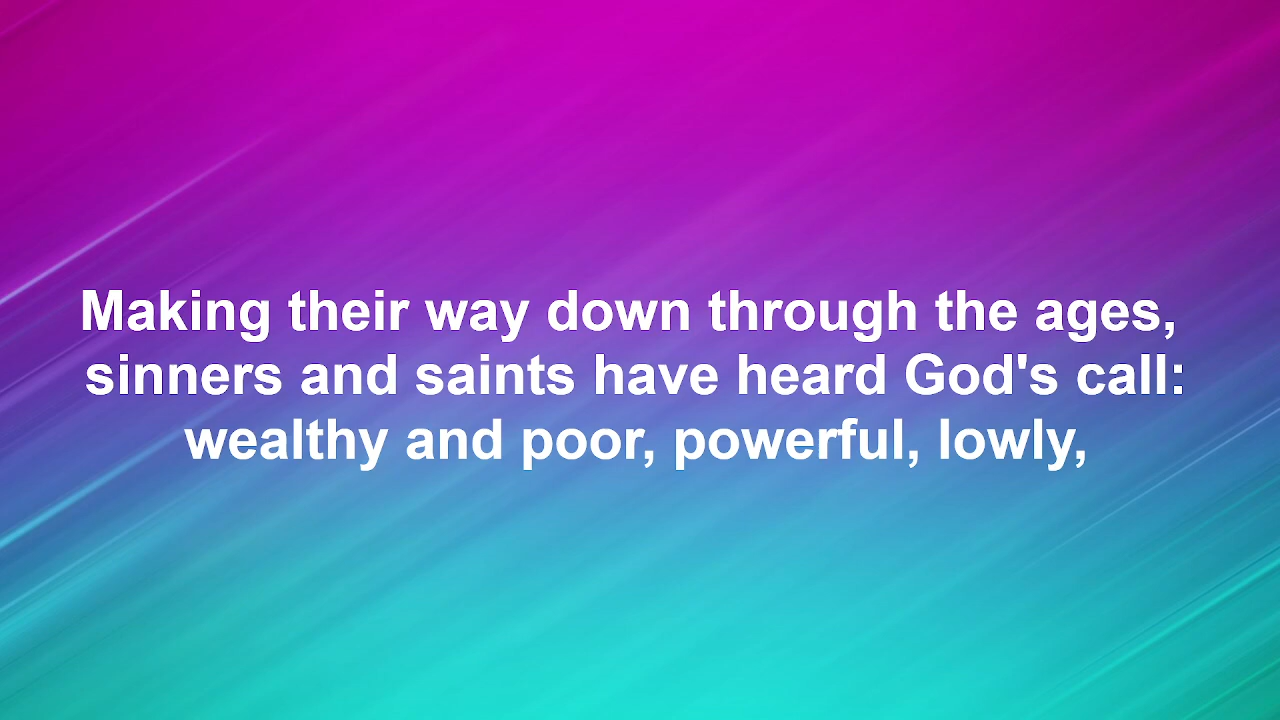 Making their way down through the ages,
sinners and saints have heard God's call:
wealthy and poor, powerful, lowly,